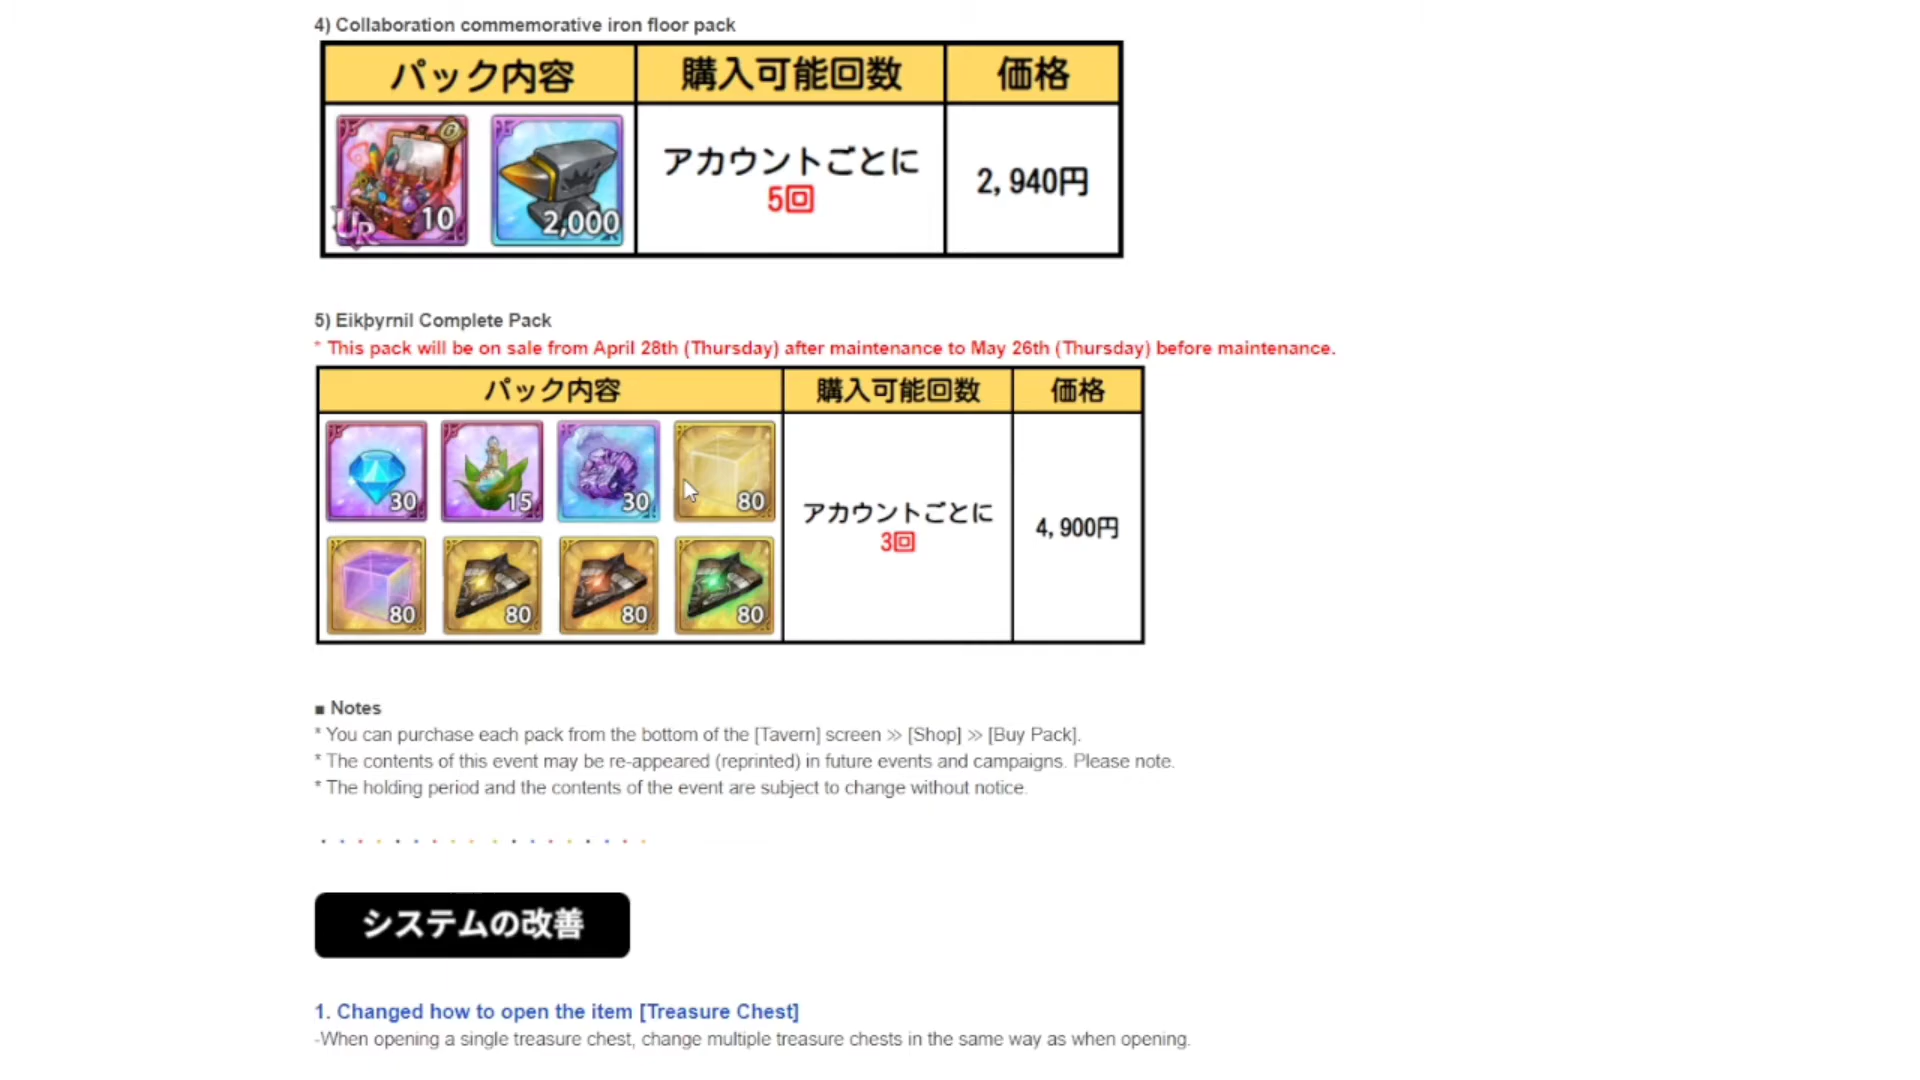 4) Collaboration commemorative iron floor pack
パック内容 購入可能回数 価格
UR 10 2,000 アカウントごとに 5回 2,940円
5) Eikþyrnil Complete Pack
* This pack will be on sale from April 28th (Thursday) after maintenance to May 26th (Thursday) before maintenance.
パック内容 購入可能回数 価格
30 15 30 80
アカウントごとに 3回 4,900円
80 80 80 80
■ Notes
* You can purchase each pack from the bottom of the [Tavern] screen ≫ [Shop] ≫ [Buy Pack].
* The contents of this event may be re-appeared (reprinted) in future events and campaigns. Please note.
* The holding period and the contents of the event are subject to change without notice.
システムの改善
1. Changed how to open the item [Treasure Chest]
-When opening a single treasure chest, change multiple treasure chests in the same way as when opening.